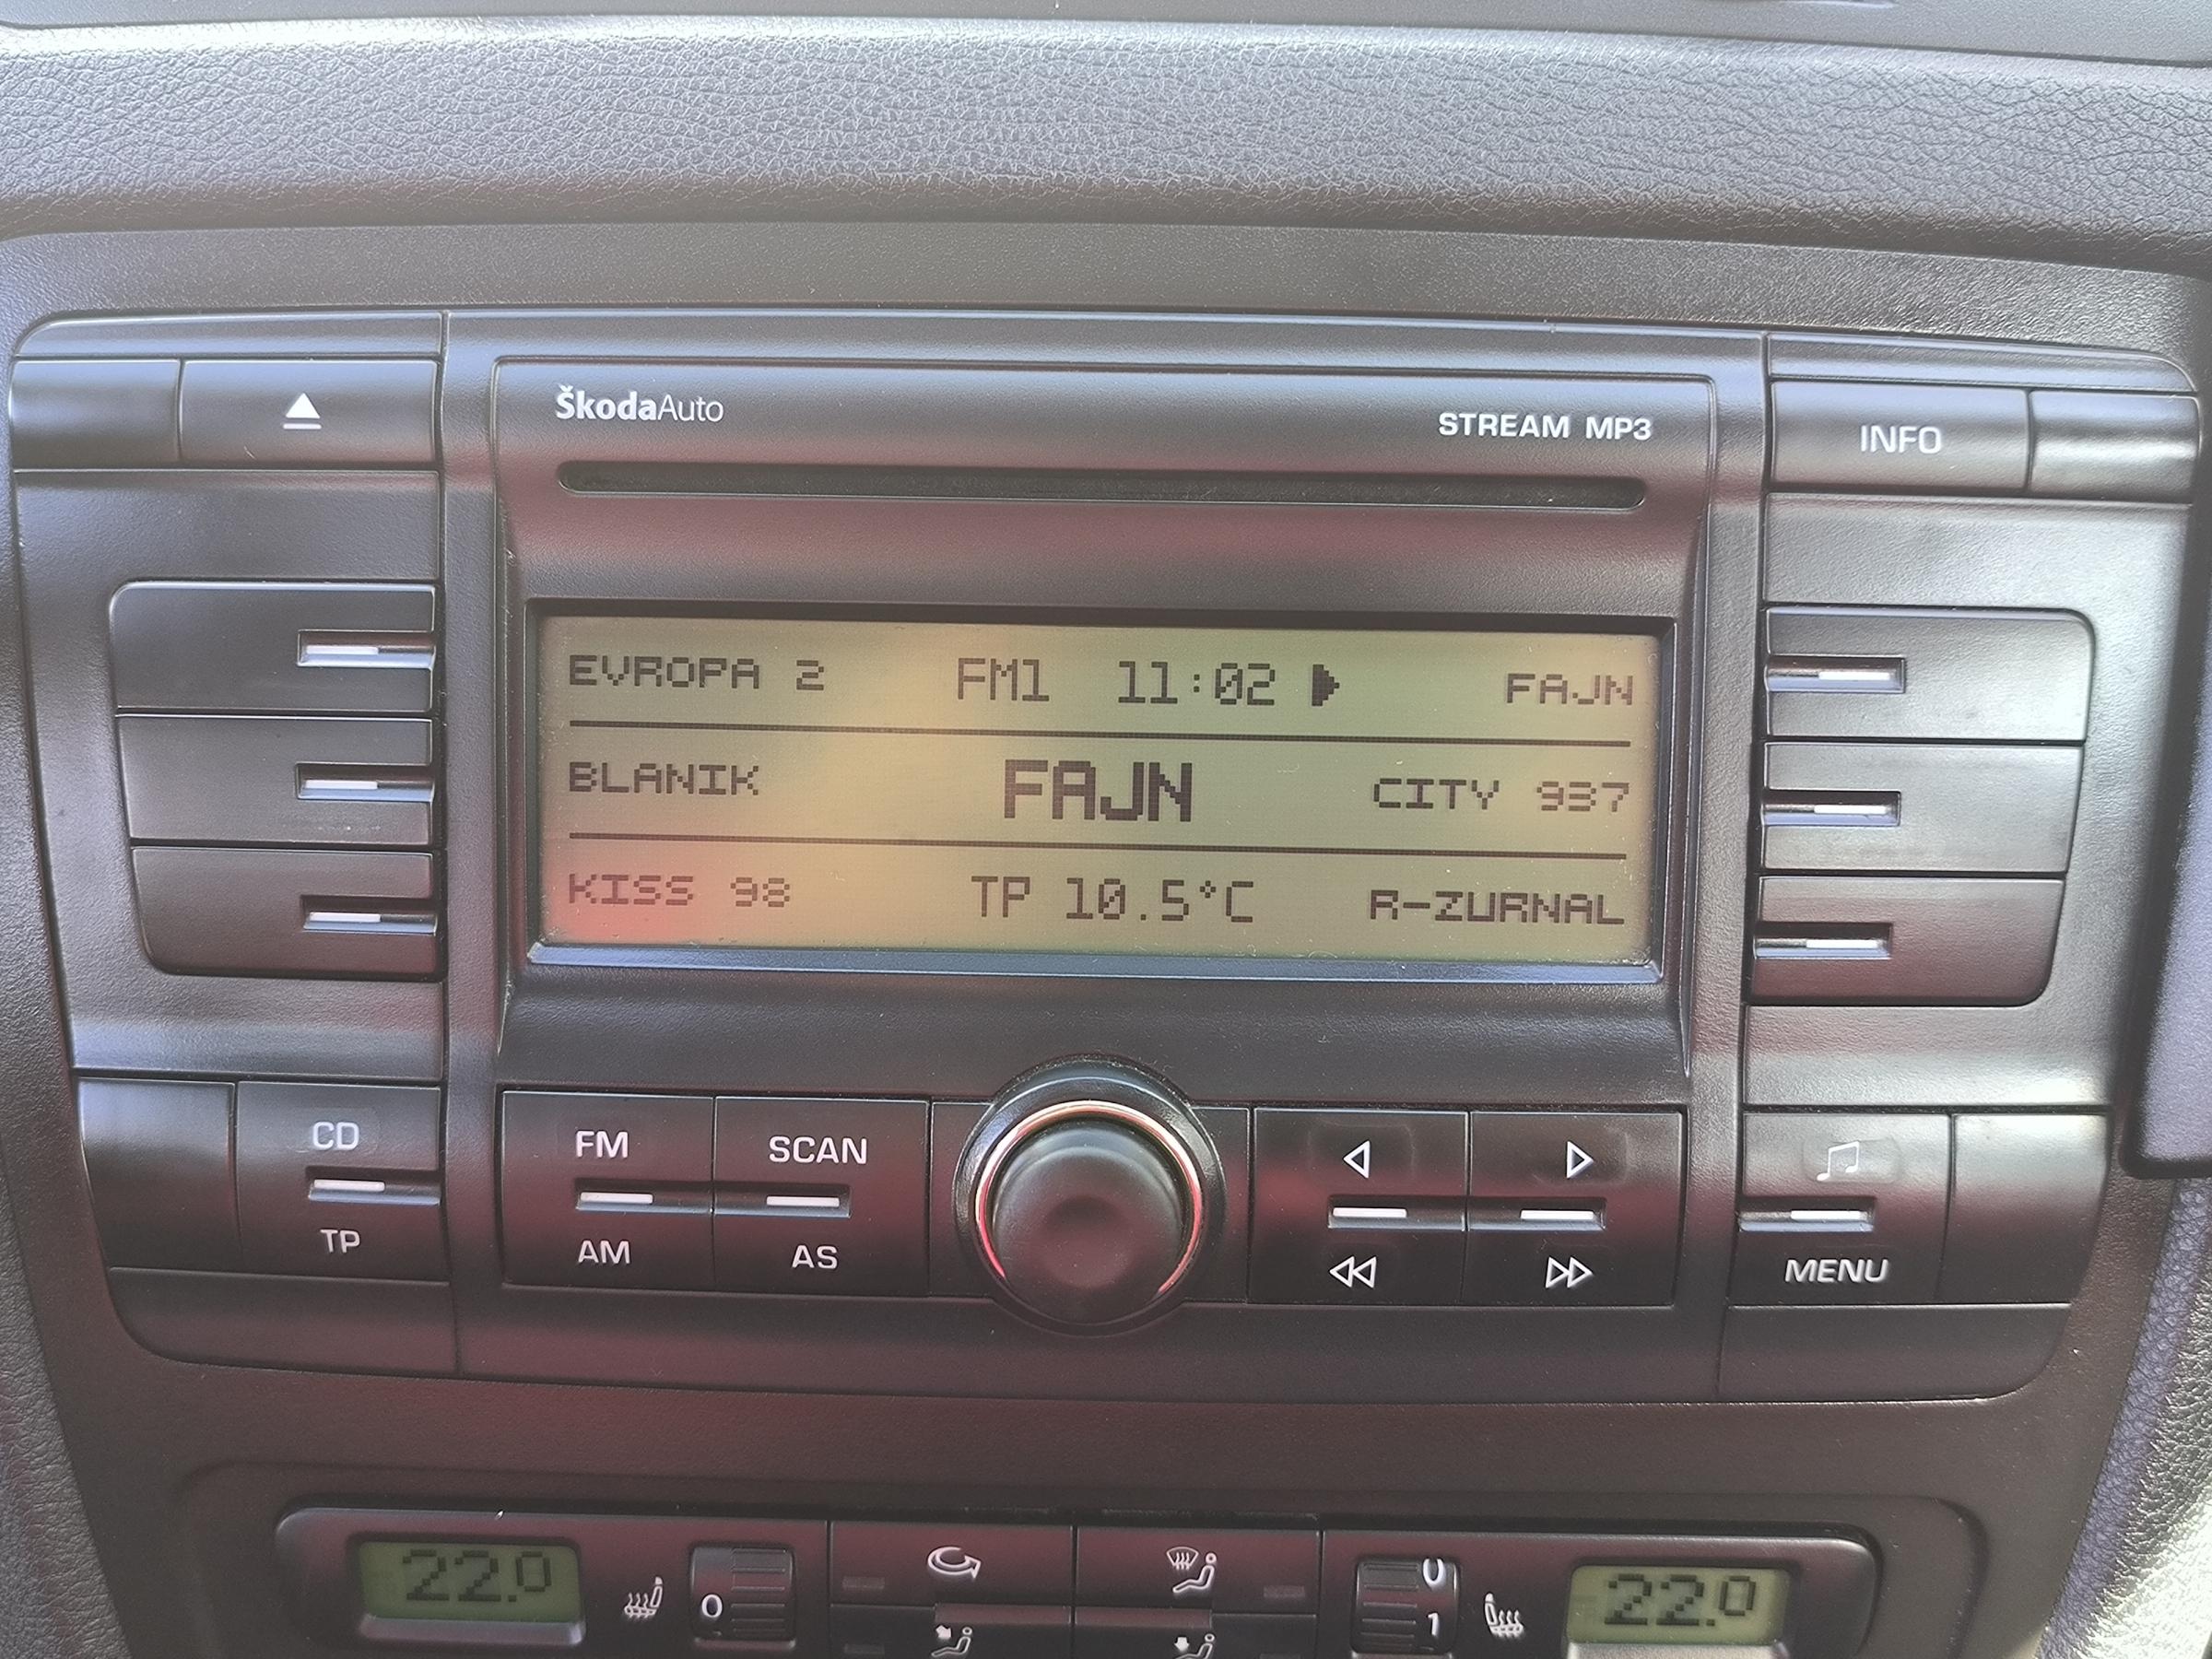 ŠkodaAuto
STREAM MP3
INFO
EVROPA 2 FM1 11:02 FAJN
BLANIK FAJN CITY 937
KISS 98 TP 10.5°C R-ZURNAL
CD
TP
FM
AM
SCAN
AS
MENU
22.0
0
0
1
22.0